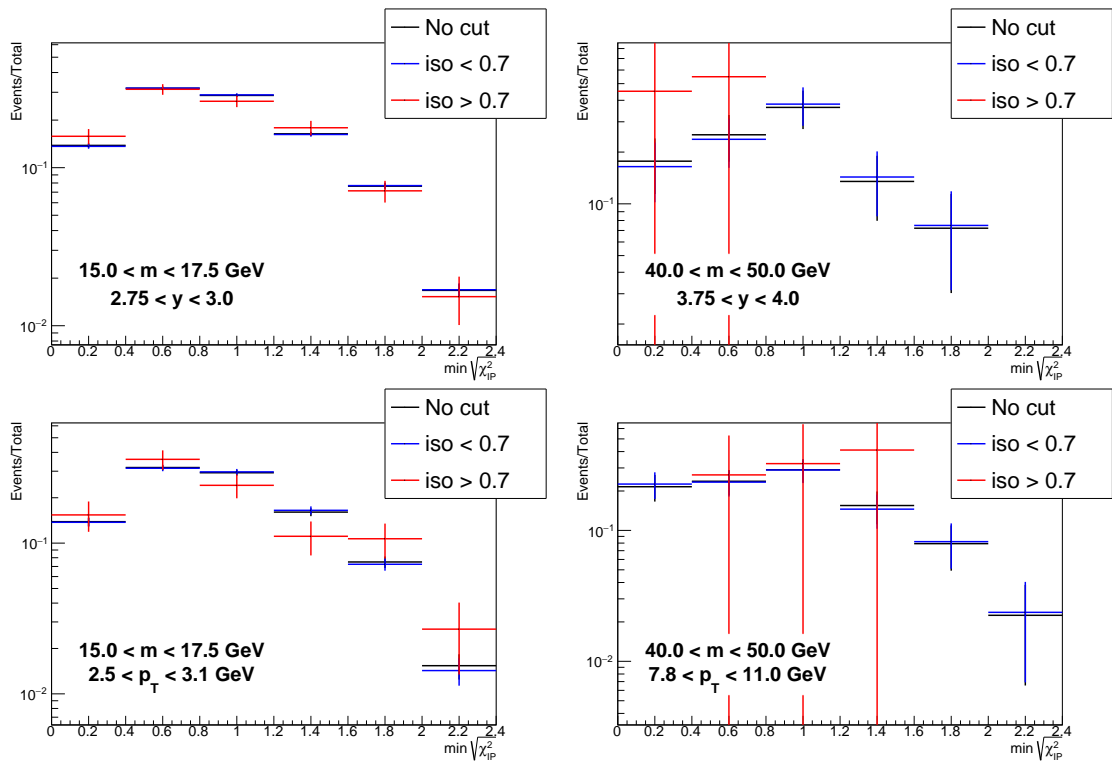 No cut
iso < 0.7
iso > 0.7
Events/Total
10⁻¹
10⁻²
15.0 < m < 17.5 GeV
2.75 < y < 3.0
0 0.2 0.4 0.6 0.8 1 1.2 1.4 1.6 1.8 2 2.2 2.4
min √χ²_IP
No cut
iso < 0.7
iso > 0.7
Events/Total
10⁻¹
40.0 < m < 50.0 GeV
3.75 < y < 4.0
0 0.2 0.4 0.6 0.8 1 1.2 1.4 1.6 1.8 2 2.2 2.4
min √χ²_IP
No cut
iso < 0.7
iso > 0.7
Events/Total
10⁻¹
10⁻²
15.0 < m < 17.5 GeV
2.5 < p_T < 3.1 GeV
0 0.2 0.4 0.6 0.8 1 1.2 1.4 1.6 1.8 2 2.2 2.4
min √χ²_IP
No cut
iso < 0.7
iso > 0.7
Events/Total
10⁻¹
10⁻²
40.0 < m < 50.0 GeV
7.8 < p_T < 11.0 GeV
0 0.2 0.4 0.6 0.8 1 1.2 1.4 1.6 1.8 2 2.2 2.4
min √χ²_IP